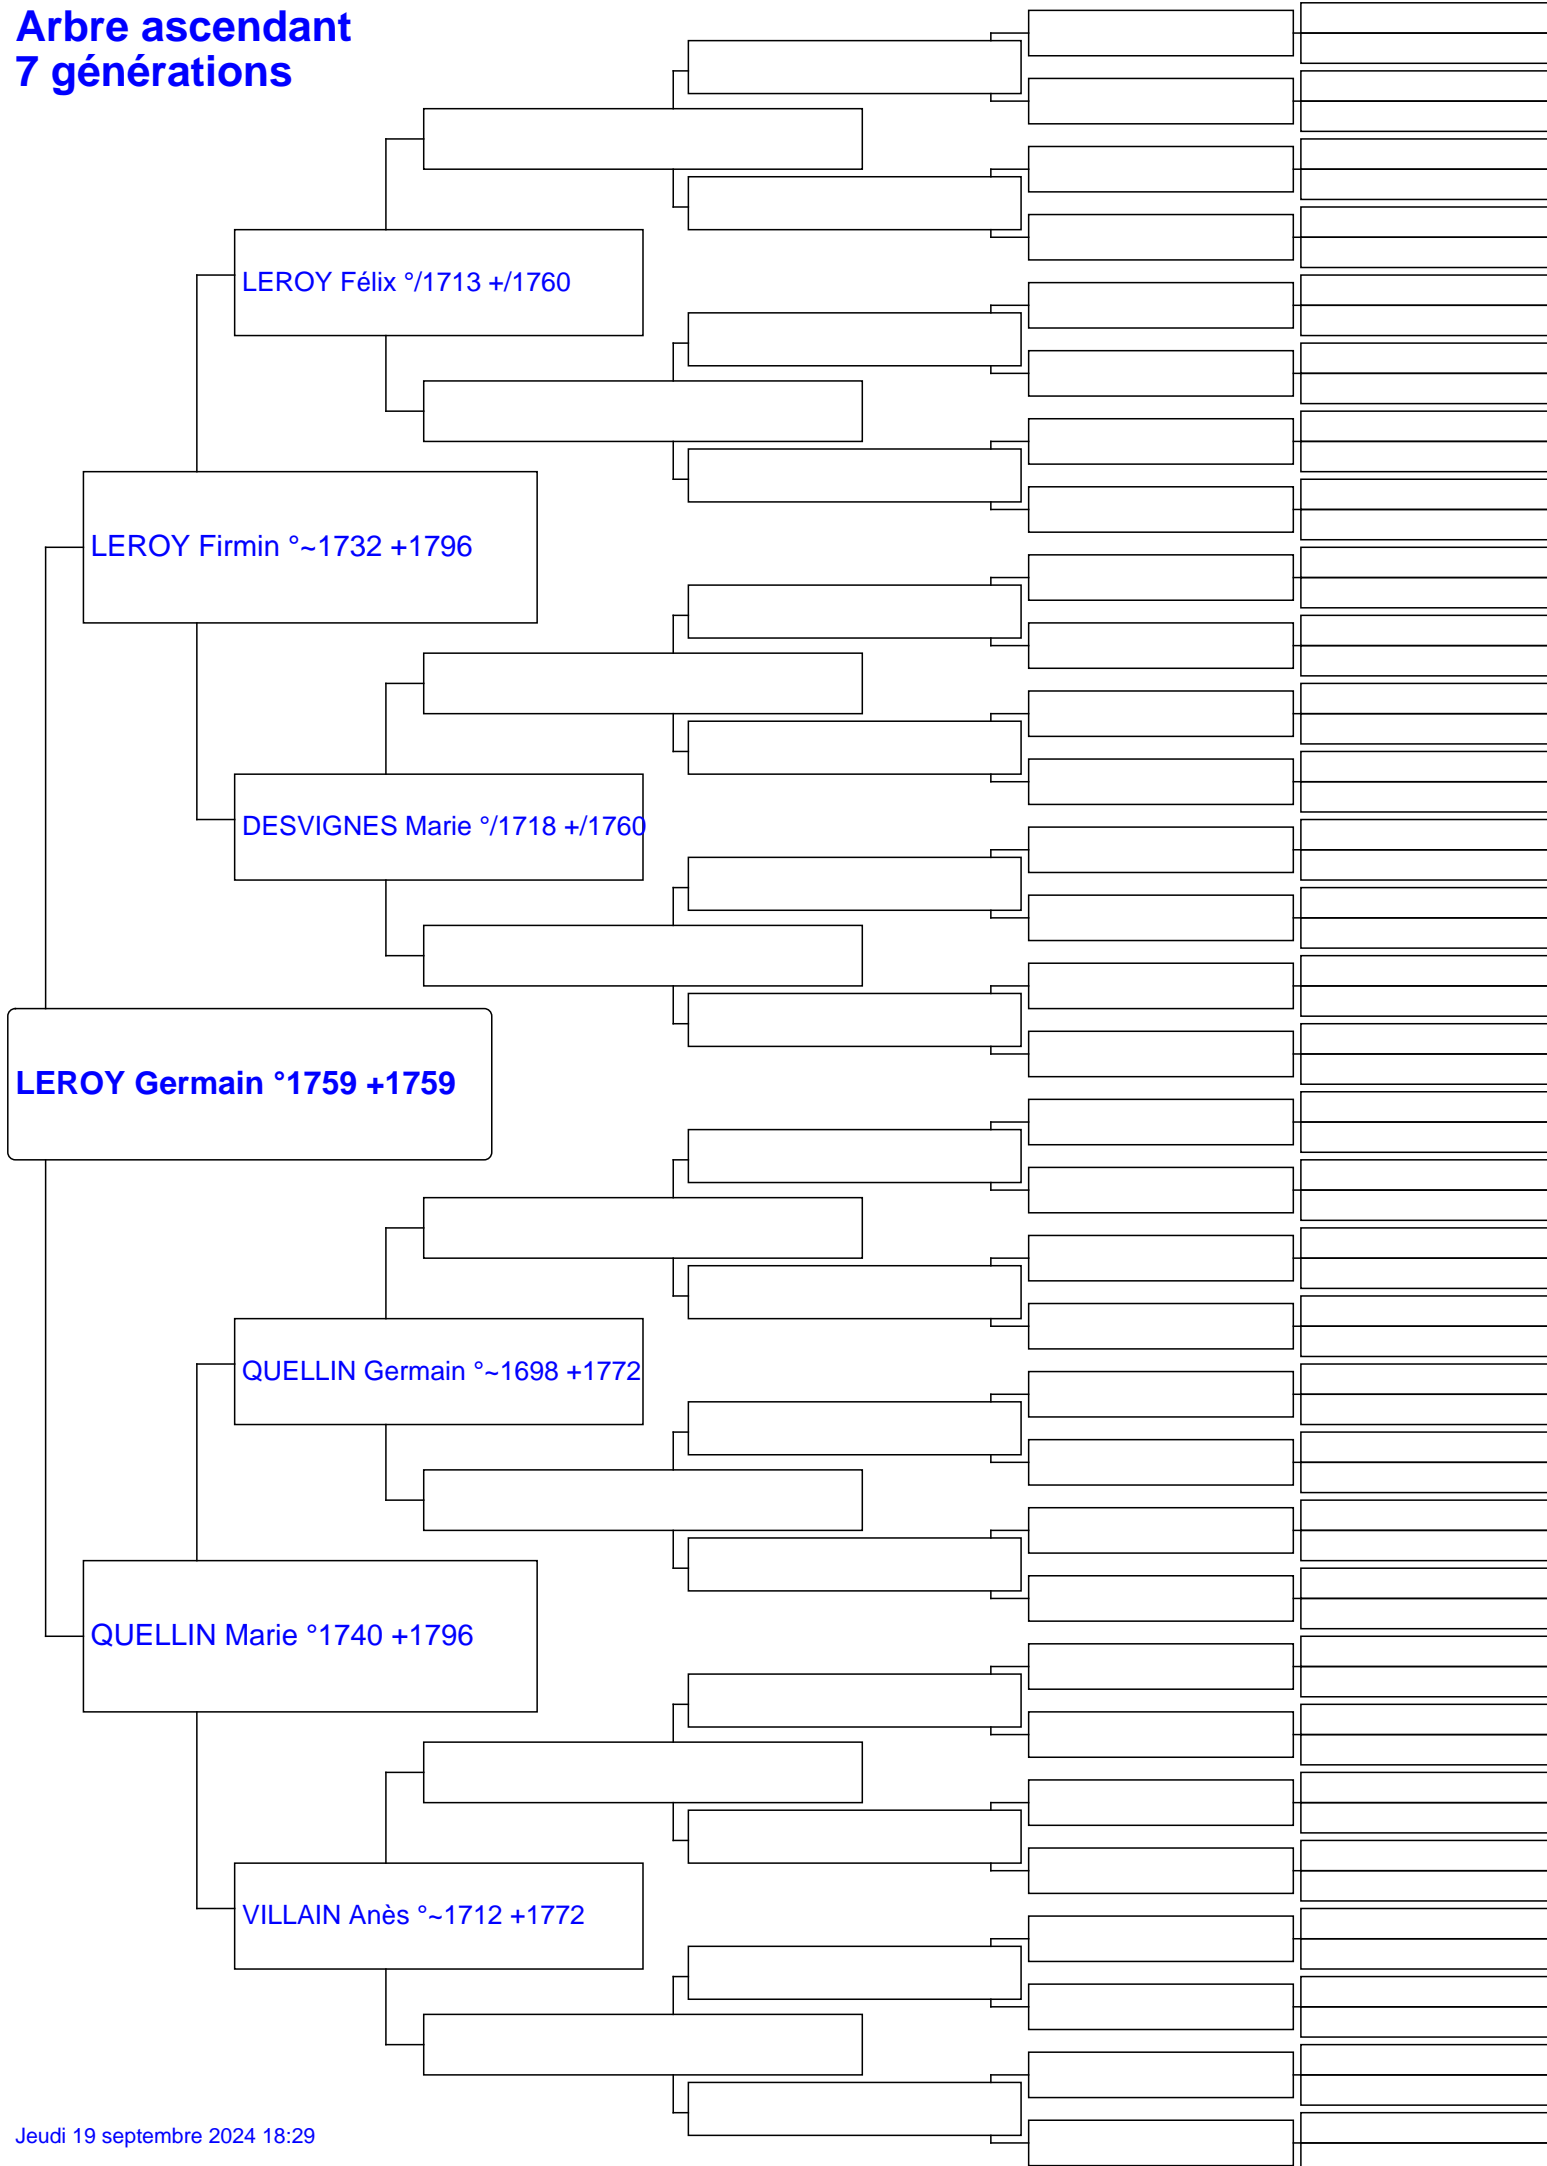 Arbre ascendant
7 générations
LEROY Félix °/1713 +/1760
LEROY Firmin °~1732 +1796
DESVIGNES Marie °/1718 +/1760
LEROY Germain °1759 +1759
QUELLIN Germain °~1698 +1772
QUELLIN Marie °1740 +1796
VILLAIN Anès °~1712 +1772
Jeudi 19 septembre 2024 18:29